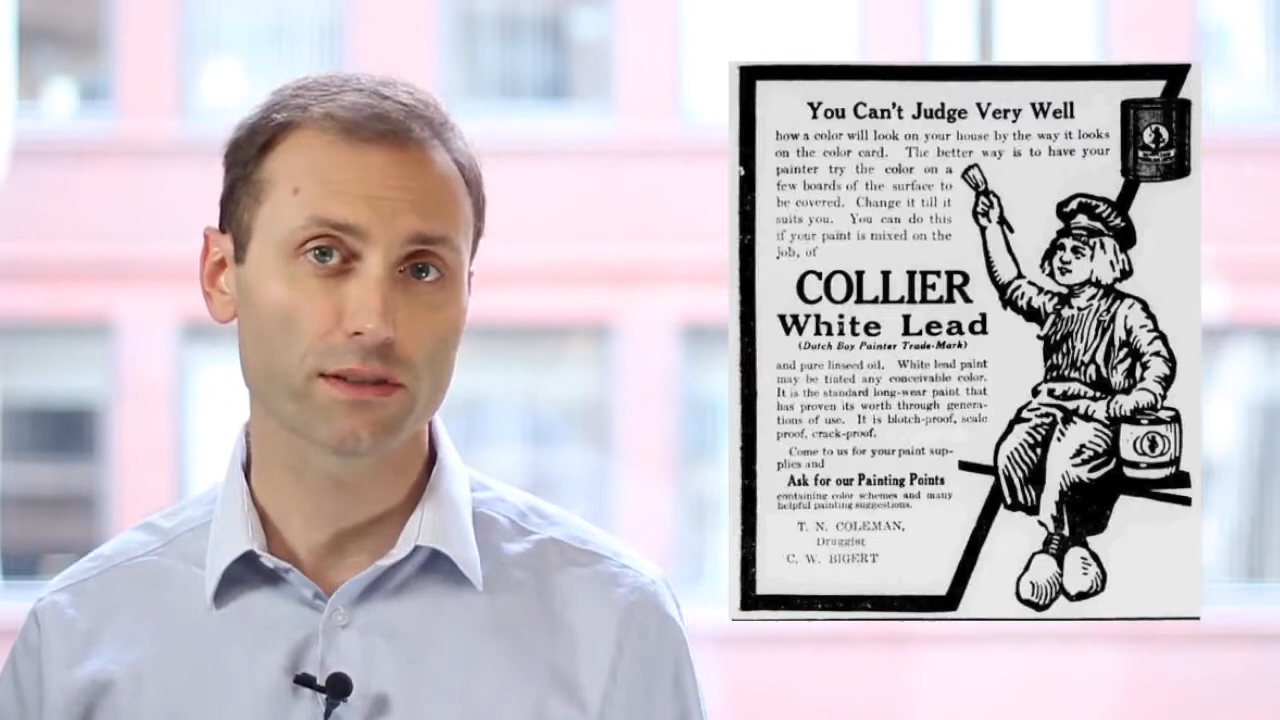 You Can't Judge Very Well
how a color will look on your house by the way it looks
on the color card. The better way is to have your
painter try the color on a
few boards of the surface to
be covered. Change it till it
suits you. You can do this
if your paint is mixed on the
job, of
COLLIER
White Lead
(Dutch Boy Painter Trade-Mark)
and pure linseed oil. White lead paint
may be tinted any conceivable color.
It is the standard long-wear paint that
has proven its worth through genera-
tions of use. It is blotch-proof, scale
proof, crack-proof.
Come to us for your paint sup-
plies and
Ask for our Painting Points
containing color schemes and many
helpful painting suggestions.
T. N. COLEMAN,
Druggist
C. W. BIGERT